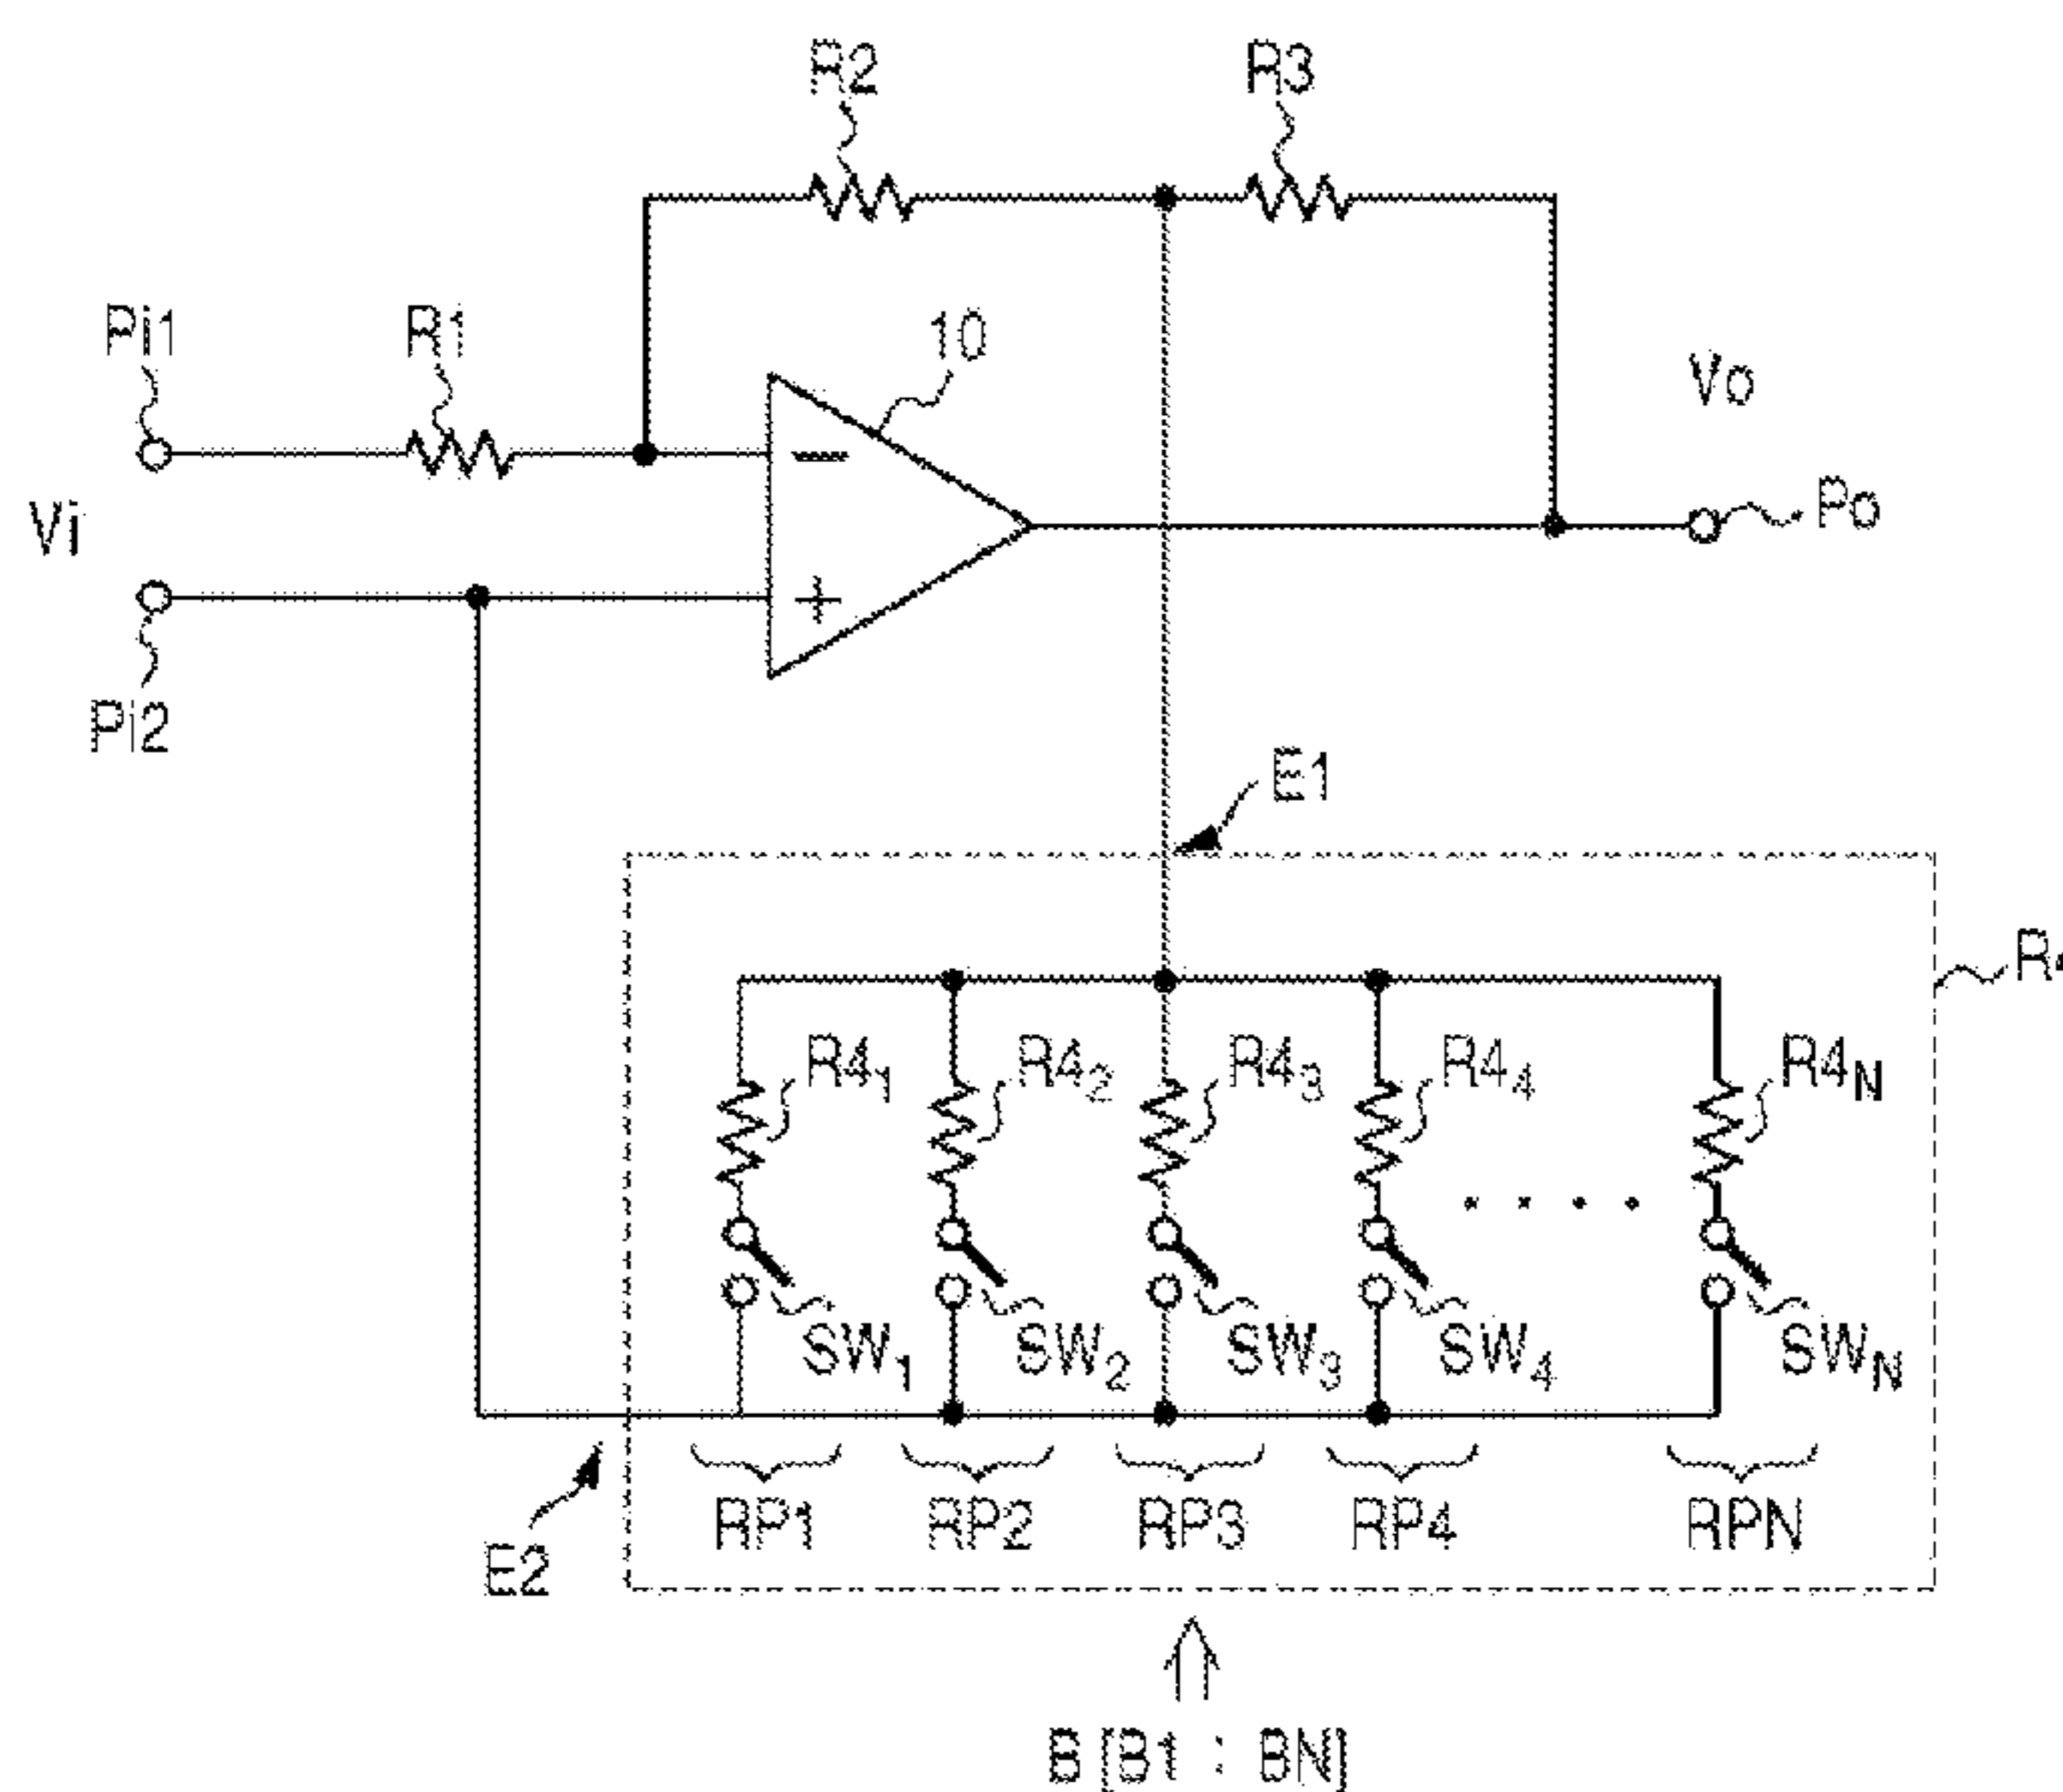 R2
R3
Pi1
R1
10
Vo
Vi
Po
Pi2
E1
R4₁
R4₂
R4₃
R4₄
R4N
SW₁
SW₂
SW₃
SW₄
SWN
RP1
RP2
RP3
RP4
RPN
E2
B [B1 : BN]